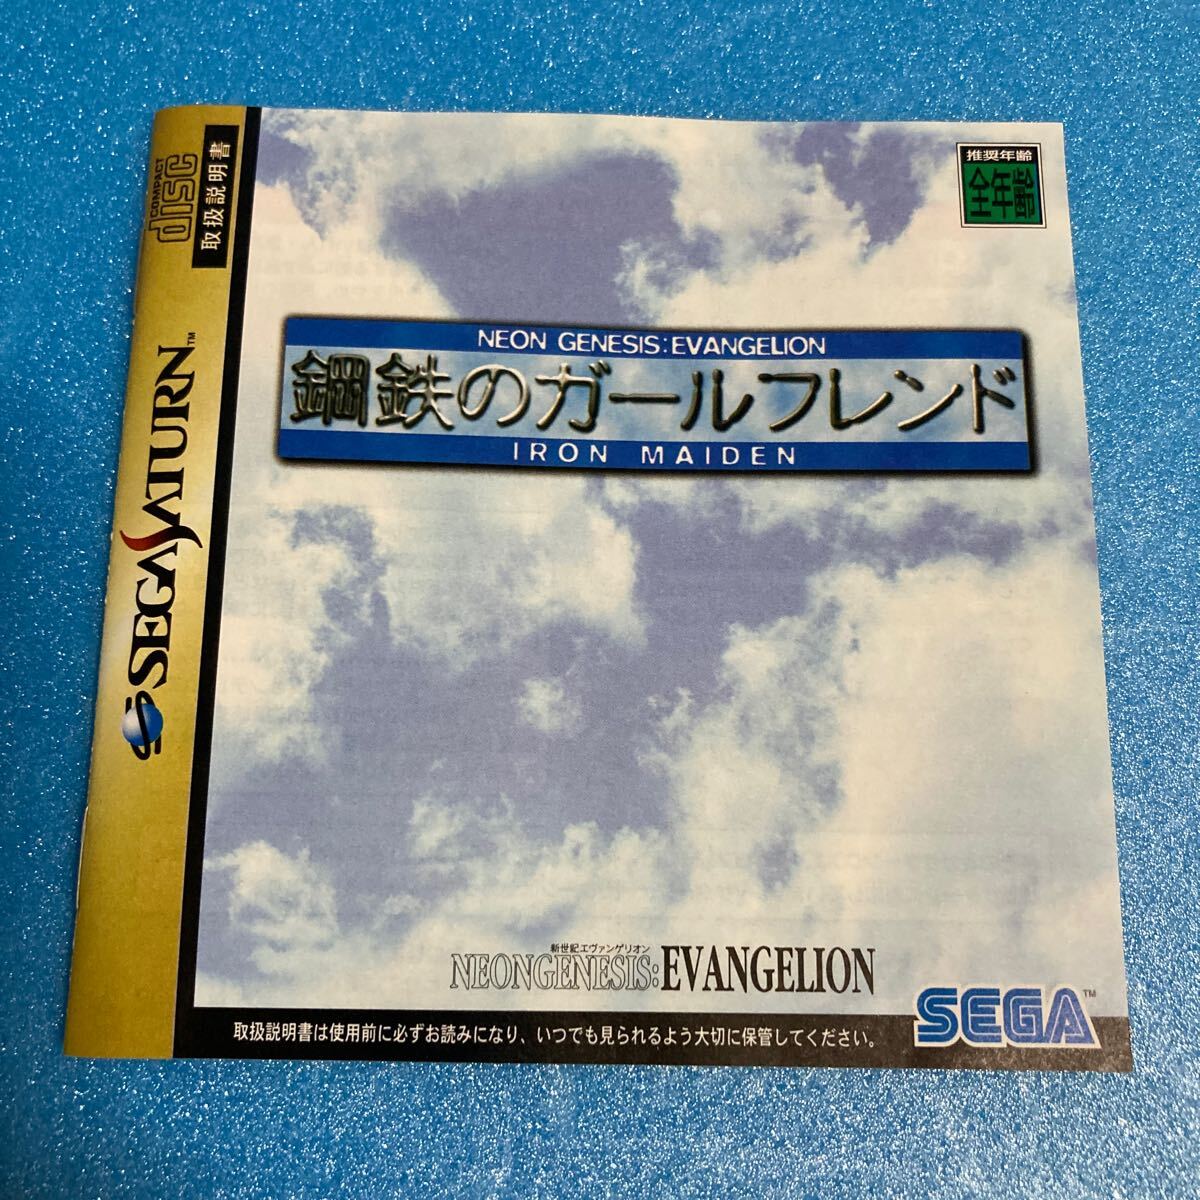 COMPACT
disc
取扱説明書
SEGA SATURN™
推奨年齢
全年齢
NEON GENESIS:EVANGELION
鋼鉄のガールフレンド
IRON MAIDEN
新世紀エヴァンゲリオン
NEON GENESIS: EVANGELION
SEGA™
取扱説明書は使用前に必ずお読みになり、いつでも見られるよう大切に保管してください。